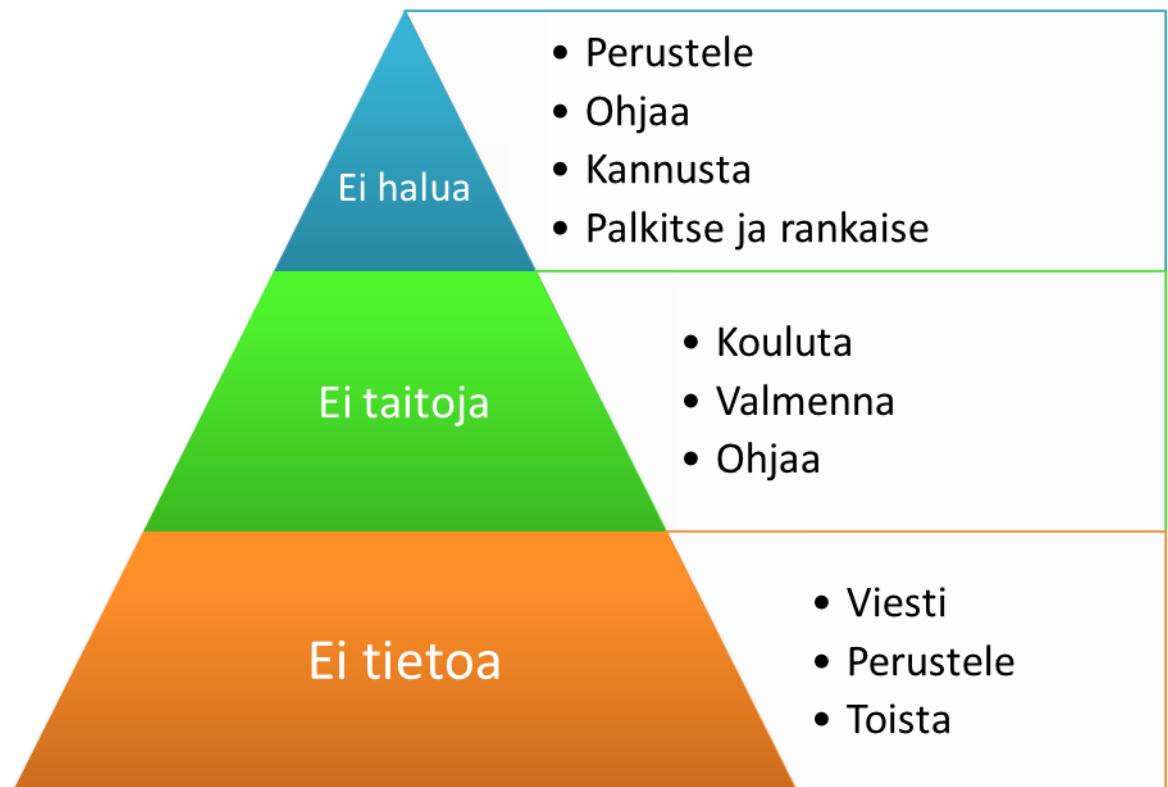 Ei halua
• Perustele
• Ohjaa
• Kannusta
• Palkitse ja rankaise
Ei taitoja
• Kouluta
• Valmenna
• Ohjaa
Ei tietoa
• Viesti
• Perustele
• Toista